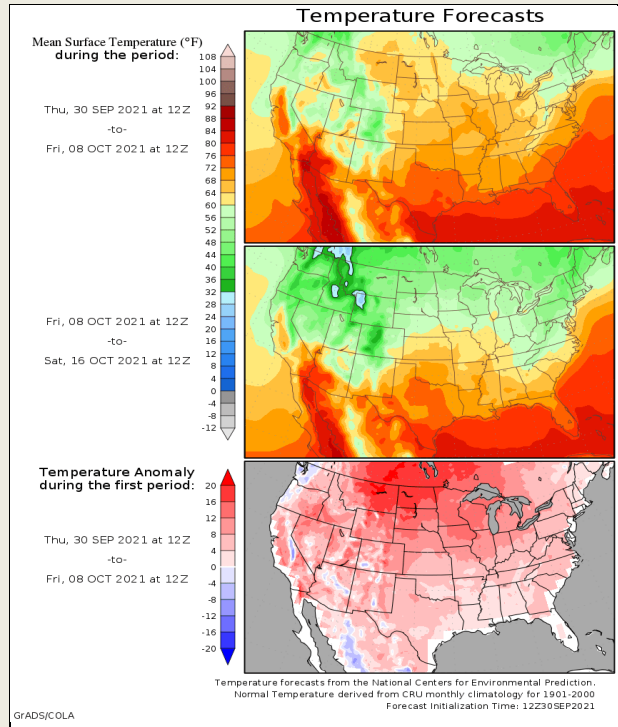 Temperature Forecasts
Mean Surface Temperature (°F)
during the period:
Thu, 30 SEP 2021 at 12Z
-to-
Fri, 08 OCT 2021 at 12Z
108
104
100
96
92
88
84
80
76
72
68
64
60
56
52
48
44
40
36
32
28
24
20
16
12
8
4
0
-4
-8
-12
Fri, 08 OCT 2021 at 12Z
-to-
Sat, 16 OCT 2021 at 12Z
Temperature Anomaly
during the first period:
Thu, 30 SEP 2021 at 12Z
-to-
Fri, 08 OCT 2021 at 12Z
20
16
12
8
4
0
-4
-8
-12
-16
-20
Temperature forecasts from the National Centers for Environmental Prediction.
Normal Temperature derived from CRU monthly climatology for 1901-2000
Forecast Initialization Time: 12Z30SEP2021
GrADS/COLA